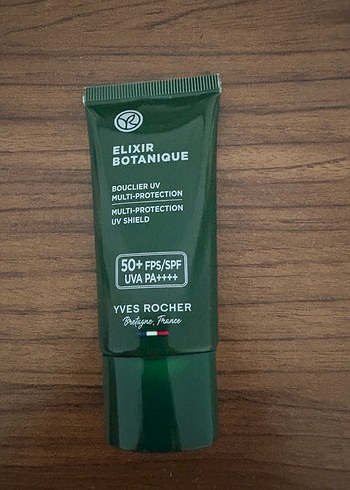 YR
ELIXIR
BOTANIQUE
BOUCLIER UV
MULTI-PROTECTION
MULTI-PROTECTION
UV SHIELD
50+ FPS/SPF
UVA PA++++
YVES ROCHER
Bretagne, France